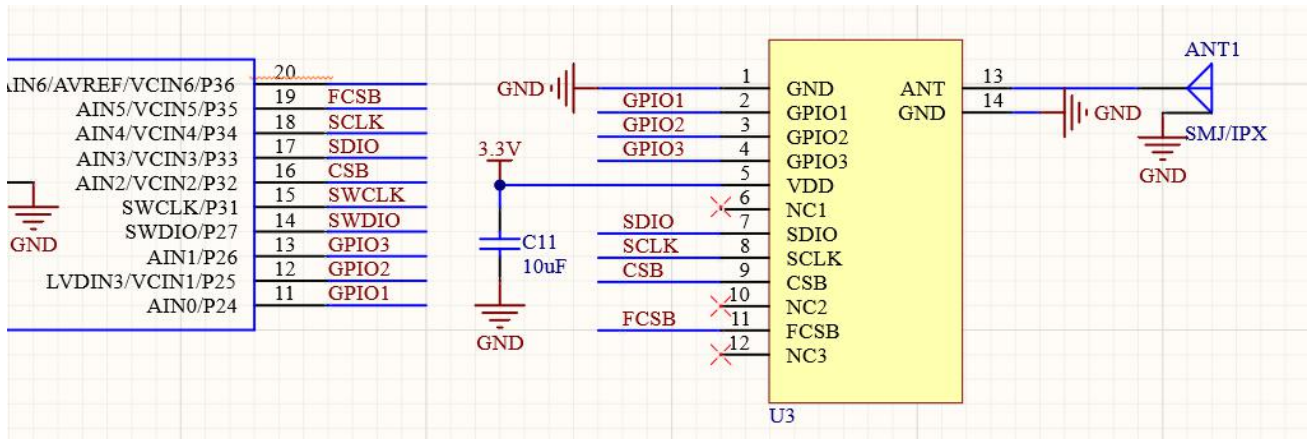 AIN6/AVREF/VCIN6/P36 20
AIN5/VCIN5/P35 19 FCSB
AIN4/VCIN4/P34 18 SCLK
AIN3/VCIN3/P33 17 SDIO
AIN2/VCIN2/P32 16 CSB
SWCLK/P31 15 SWCLK
SWDIO/P27 14 SWDIO
AIN1/P26 13 GPIO3
LVDIN3/VCIN1/P25 12 GPIO2
AIN0/P24 11 GPIO1
GND
3.3V
C11
10uF
GND
GND 1 GND
GPIO1 2 GPIO1
GPIO2 3 GPIO2
GPIO3 4 GPIO3
5 VDD
6 NC1
SDIO 7 SDIO
SCLK 8 SCLK
CSB 9 CSB
10 NC2
FCSB 11 FCSB
12 NC3
U3
ANT 13
GND 14 GND
ANT1
SMJ/IPX
GND